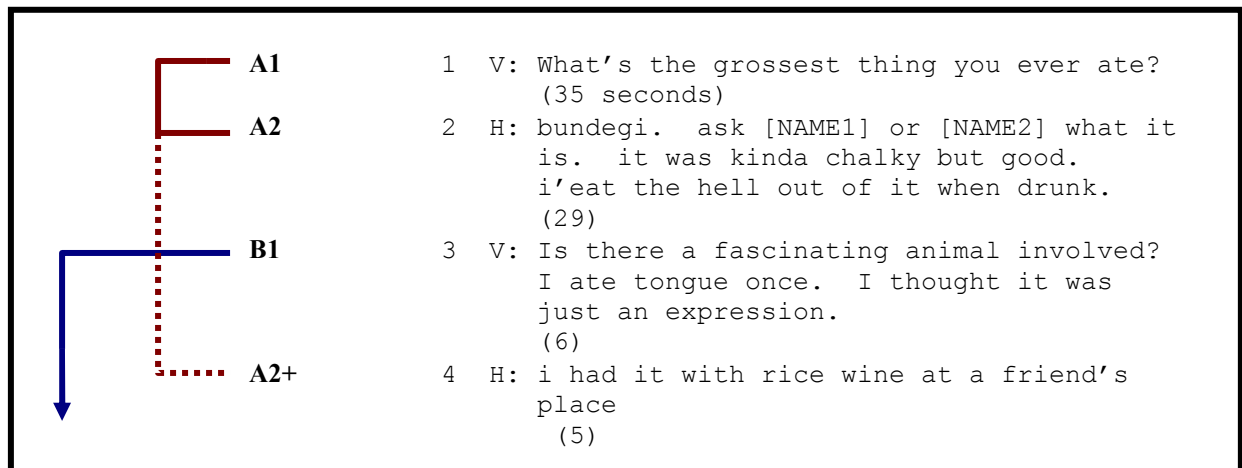 A1 1 V: What’s the grossest thing you ever ate?
(35 seconds)
A2 2 H: bundegi. ask [NAME1] or [NAME2] what it
is. it was kinda chalky but good.
i’eat the hell out of it when drunk.
(29)
B1 3 V: Is there a fascinating animal involved?
I ate tongue once. I thought it was
just an expression.
(6)
A2+ 4 H: i had it with rice wine at a friend’s
place
(5)